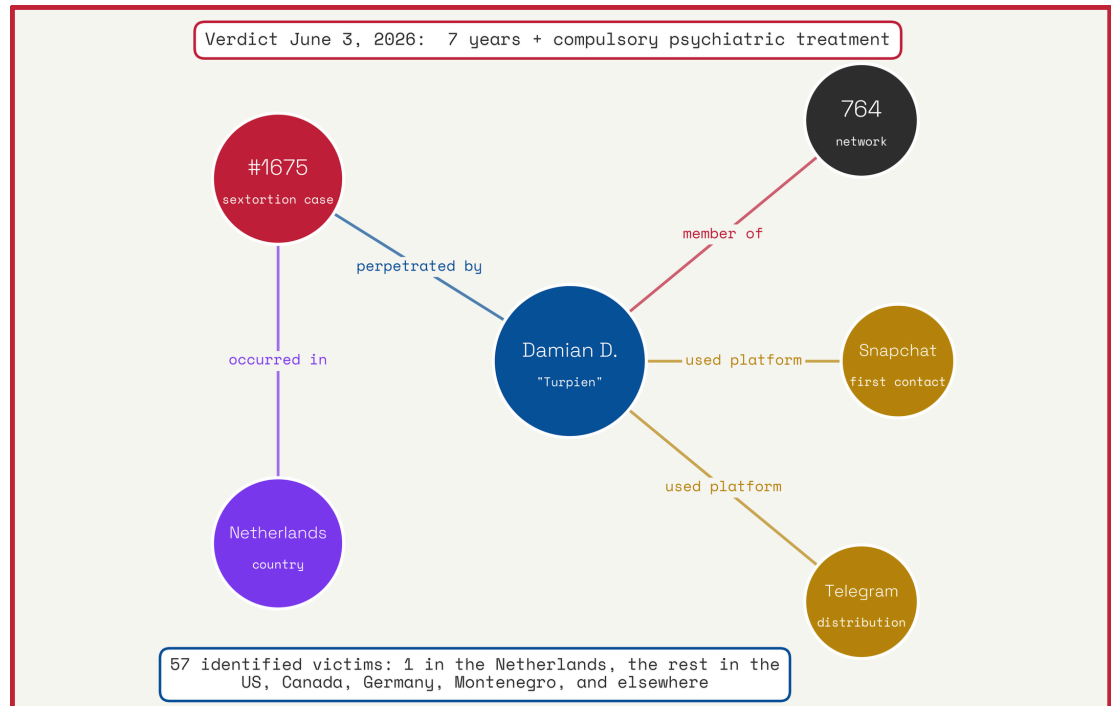 Verdict June 3, 2026:  7 years + compulsory psychiatric treatment
764
network
#1675
sextortion case
member of
perpetrated by
Damian D.
"Turpien"
occurred in
used platform
Snapchat
first contact
used platform
Netherlands
country
Telegram
distribution
57 identified victims: 1 in the Netherlands, the rest in the
US, Canada, Germany, Montenegro, and elsewhere